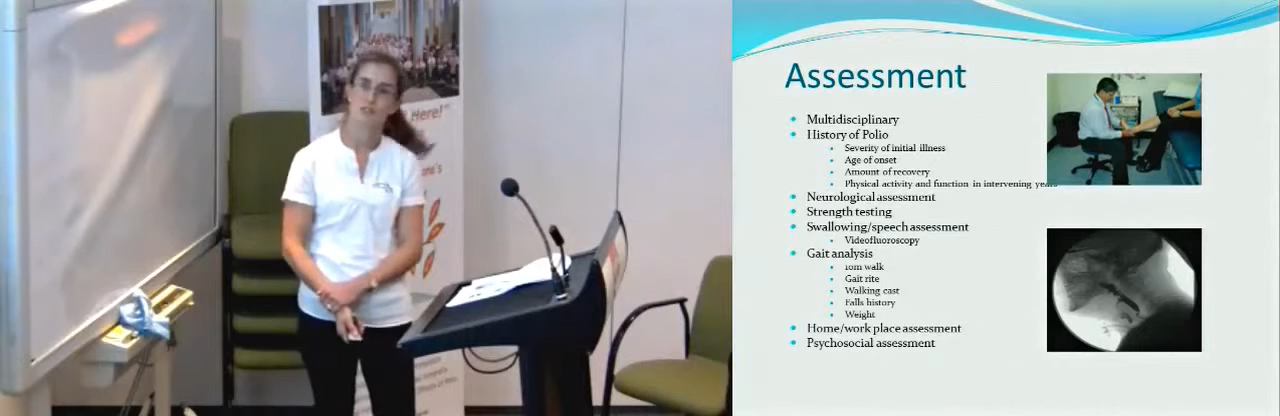 Here!"
Assessment
Multidisciplinary
History of Polio
Severity of initial illness
Age of onset
Amount of recovery
Physical activity and function in intervening years
Neurological assessment
Strength testing
Swallowing/speech assessment
Videofluoroscopy
Gait analysis
10m walk
Gait rite
Walking cast
Falls history
Weight
Home/work place assessment
Psychosocial assessment